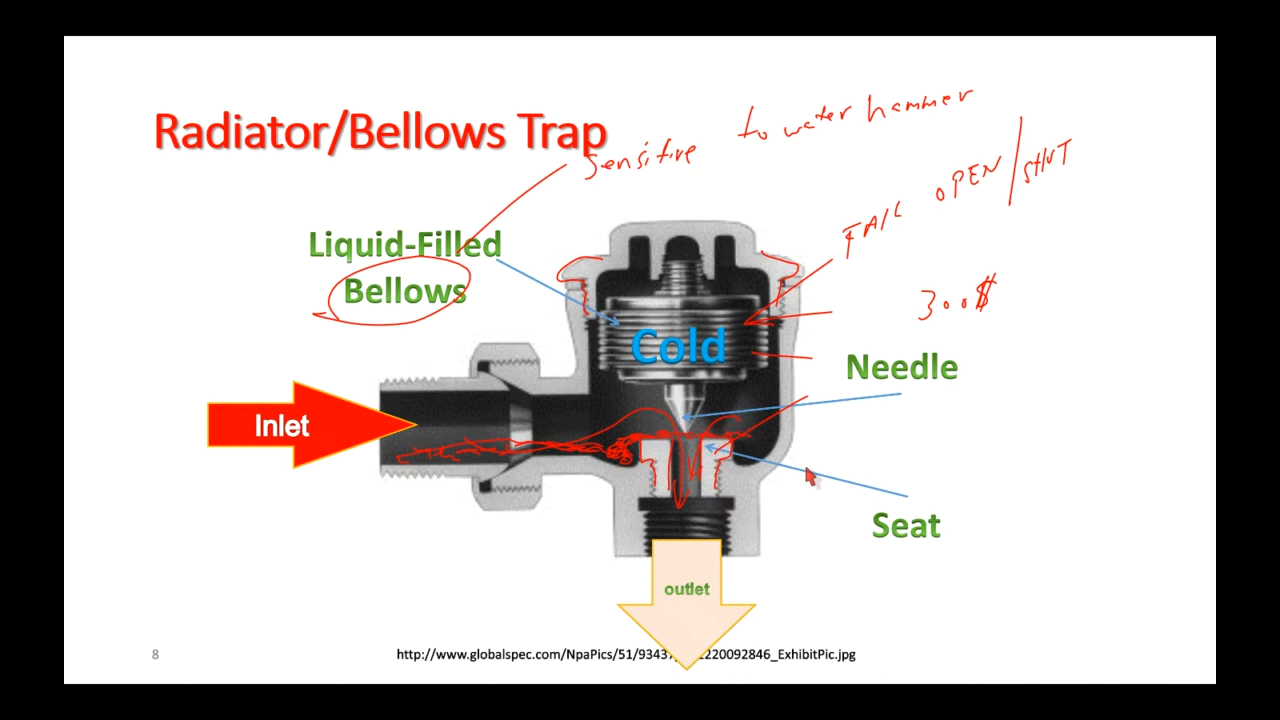 Radiator/Bellows Trap
Sensitive to water hammer
FAIL OPEN/SHUT
Liquid-Filled
Bellows
300$
Cold
Needle
Inlet
Seat
outlet
8
http://www.globalspec.com/NpaPics/51/93437 220092846_ExhibitPic.jpg